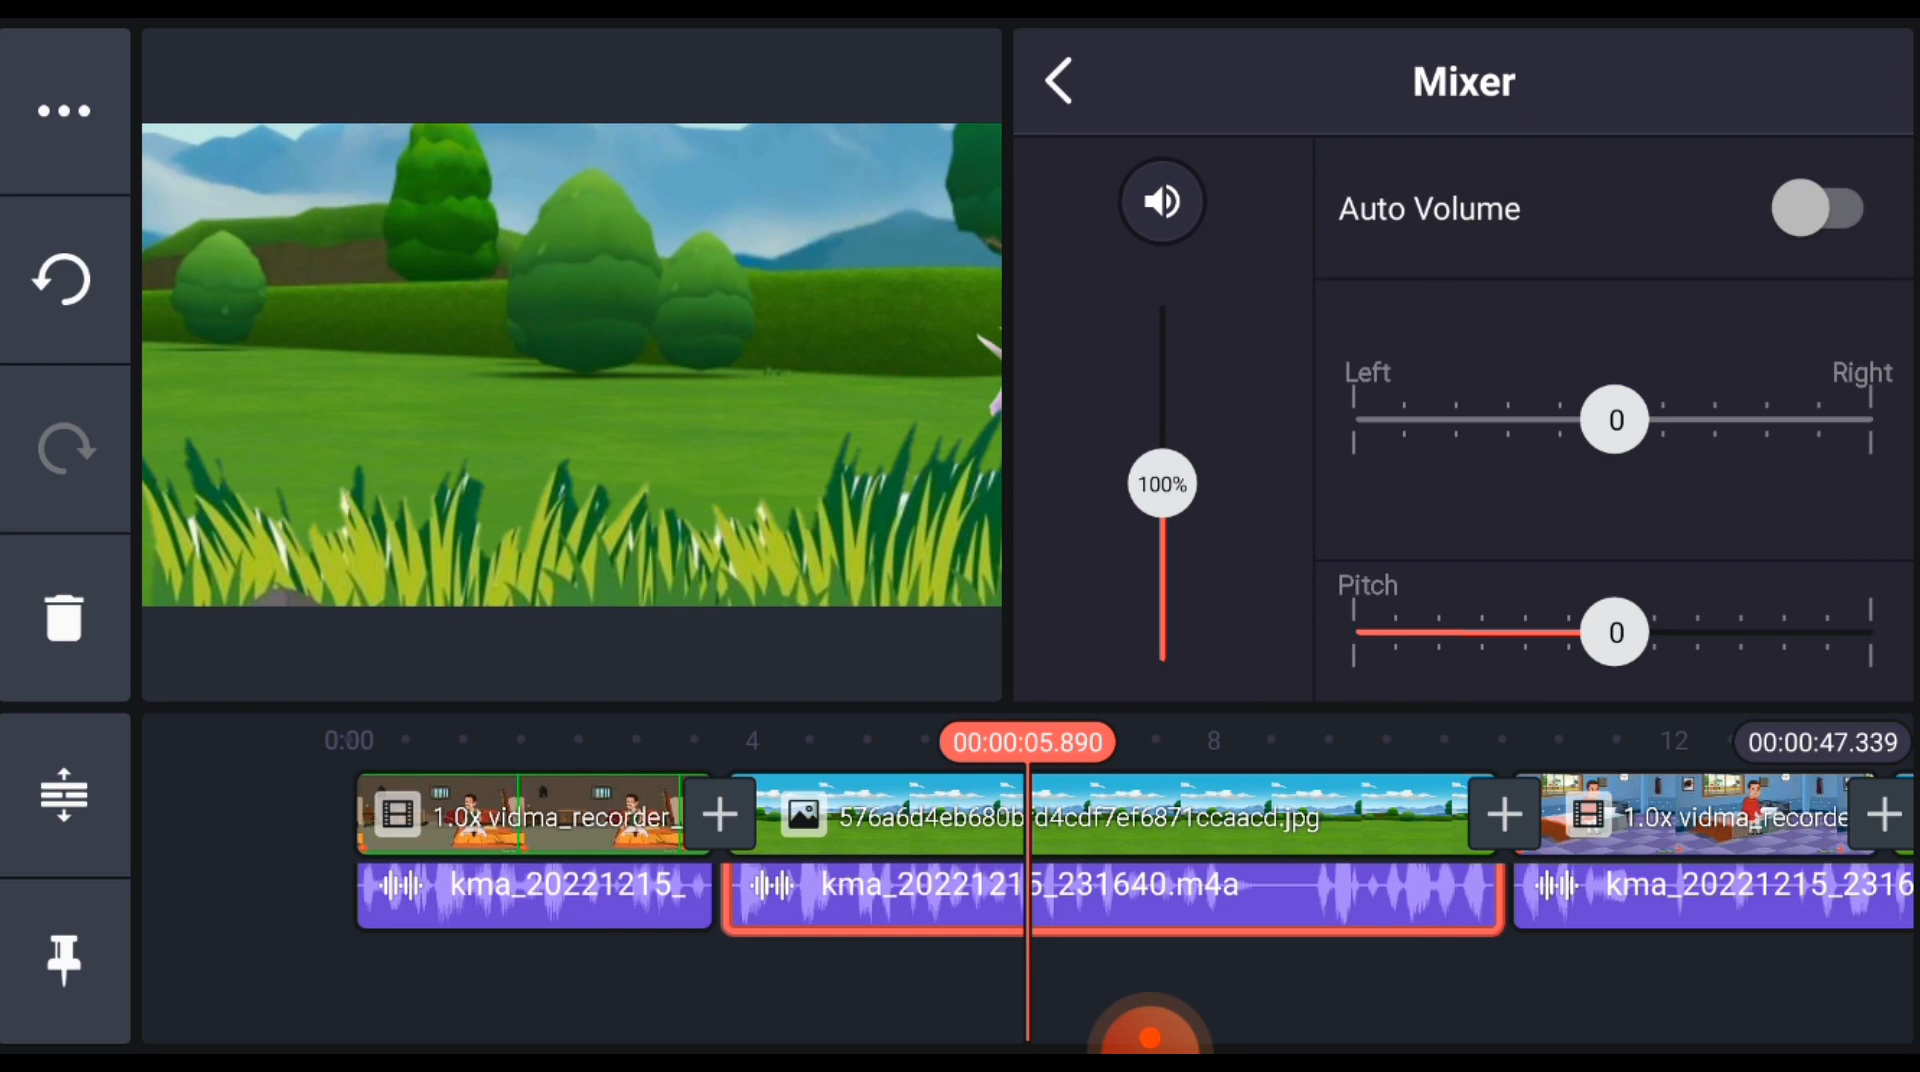 Mixer
Auto Volume
Left
Right
0
100%
Pitch
0
0:00
4
00:00:05.890
8
12
00:00:47.339
1.0x vidma_recorder_
576a6d4eb680b d4cdf7ef6871ccaacd.jpg
1.0x vidma_recorde
kma_20221215_
kma_20221215_231640.m4a
kma_20221215_2316